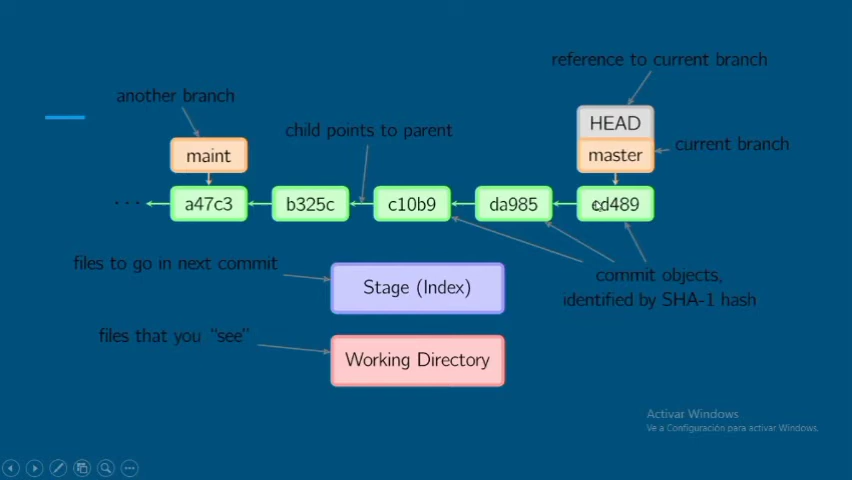 reference to current branch
another branch
HEAD
child points to parent
current branch
maint
master
··· a47c3 b325c c10b9 da985 ed489
files to go in next commit
commit objects,
identified by SHA-1 hash
Stage (Index)
files that you “see”
Working Directory
Activar Windows
Ve a Configuración para activar Windows.